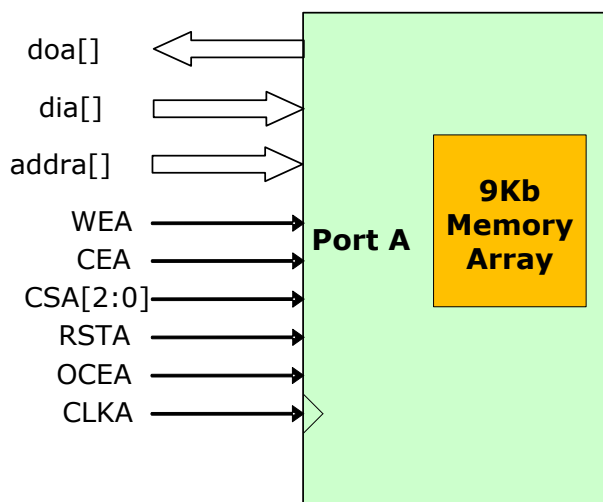 doa[]
dia[]
addra[]
WEA
CEA
CSA[2:0]
RSTA
OCEA
CLKA
Port A
9Kb
Memory
Array